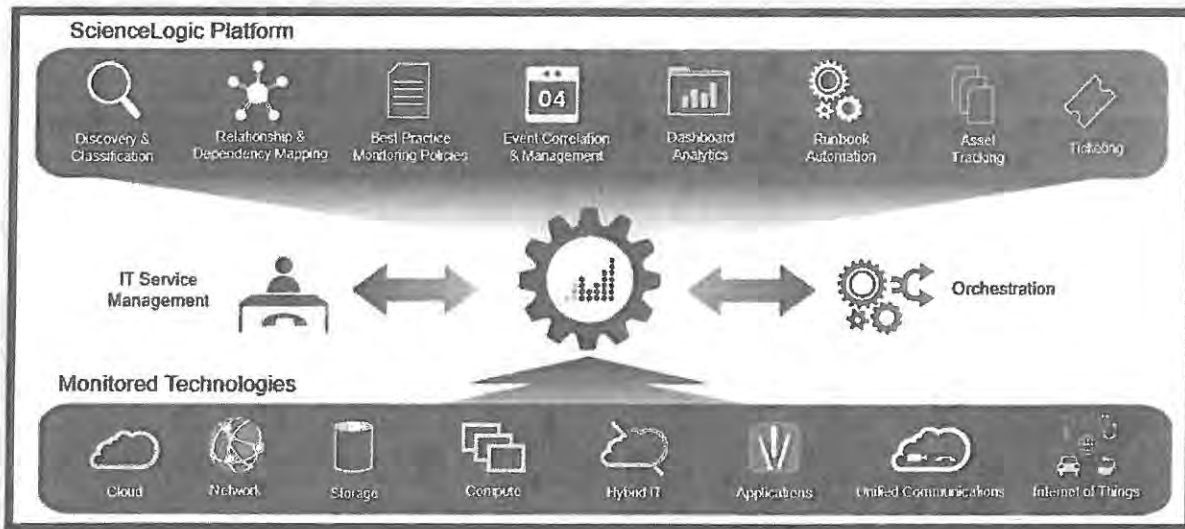 ScienceLogic Platform
Discovery &
Classification
Relationship &
Dependency Mapping
Best Practice
Monitoring Policies
04
Event Correlation
& Management
Dashboard
Analytics
Runbook
Automation
Asset
Tracking
Ticketing
IT Service
Management
Orchestration
Monitored Technologies
Cloud
Network
Storage
Compute
Hybrid IT
Applications
Unified Communications
Internet of Things